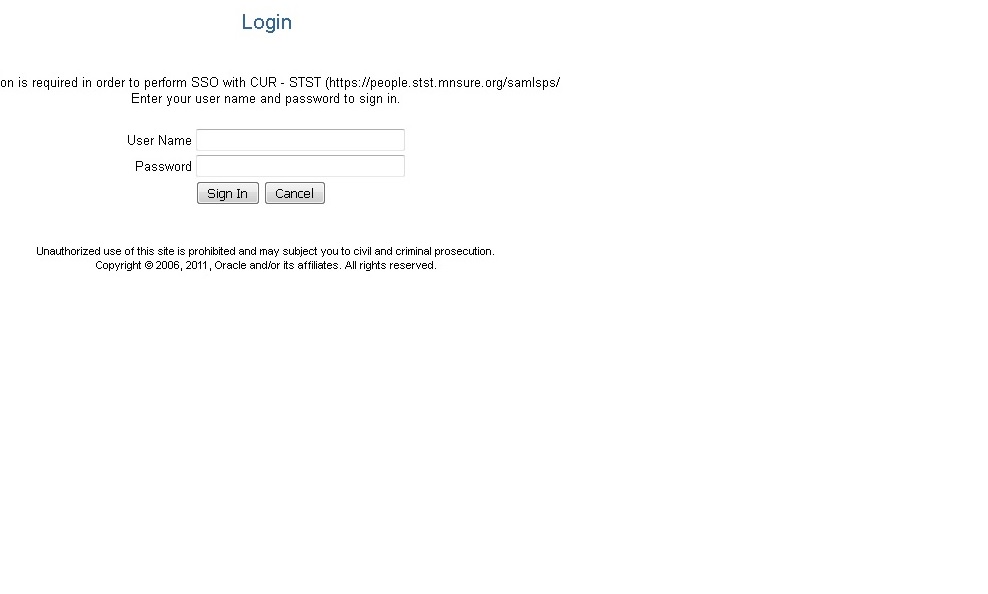 Login
on is required in order to perform SSO with CUR - STST (https://people.stst.mnsure.org/samlsps/
Enter your user name and password to sign in.
User Name
Password
Sign In Cancel
Unauthorized use of this site is prohibited and may subject you to civil and criminal prosecution.
Copyright © 2006, 2011, Oracle and/or its affiliates. All rights reserved.